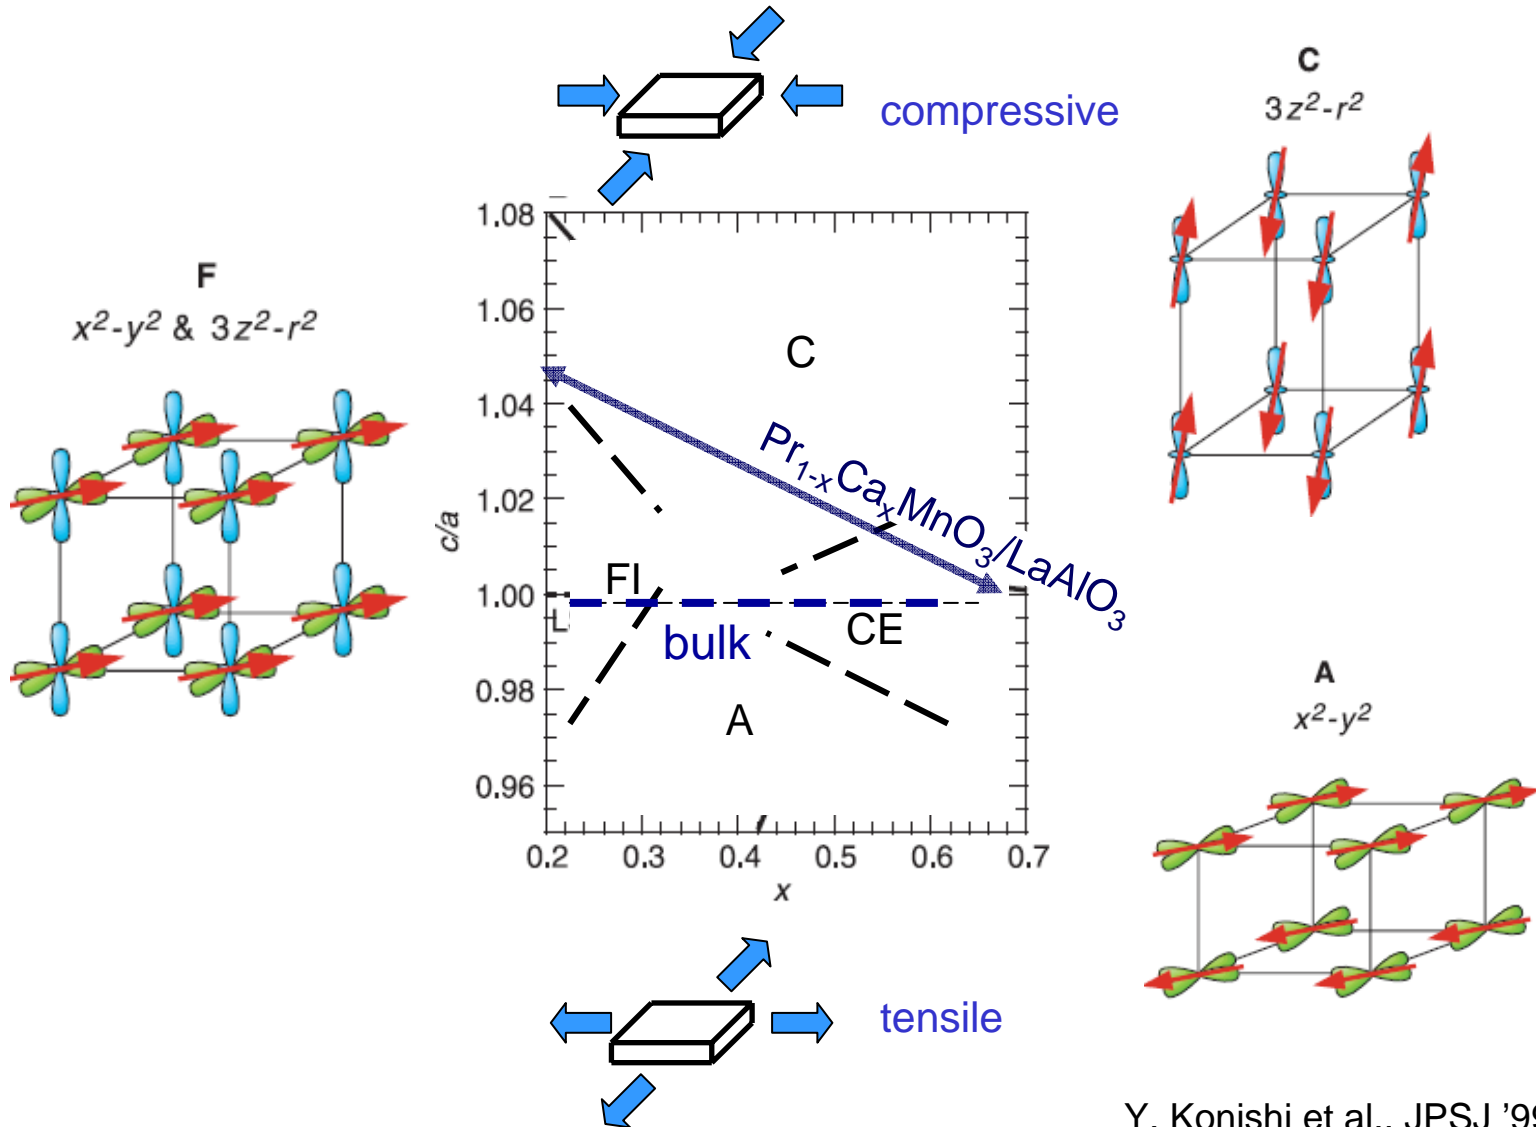 compressive
C
3z²-r²
F
x²-y² & 3z²-r²
1.08
1.06
1.04
1.02
1.00
0.98
0.96
c/a
C
Pr₁₋ₓCaₓMnO₃/LaAlO₃
FI
L
bulk
CE
A
0.2 0.3 0.4 0.5 0.6 0.7
x
A
x²-y²
tensile
Y. Konishi et al., JPSJ '99